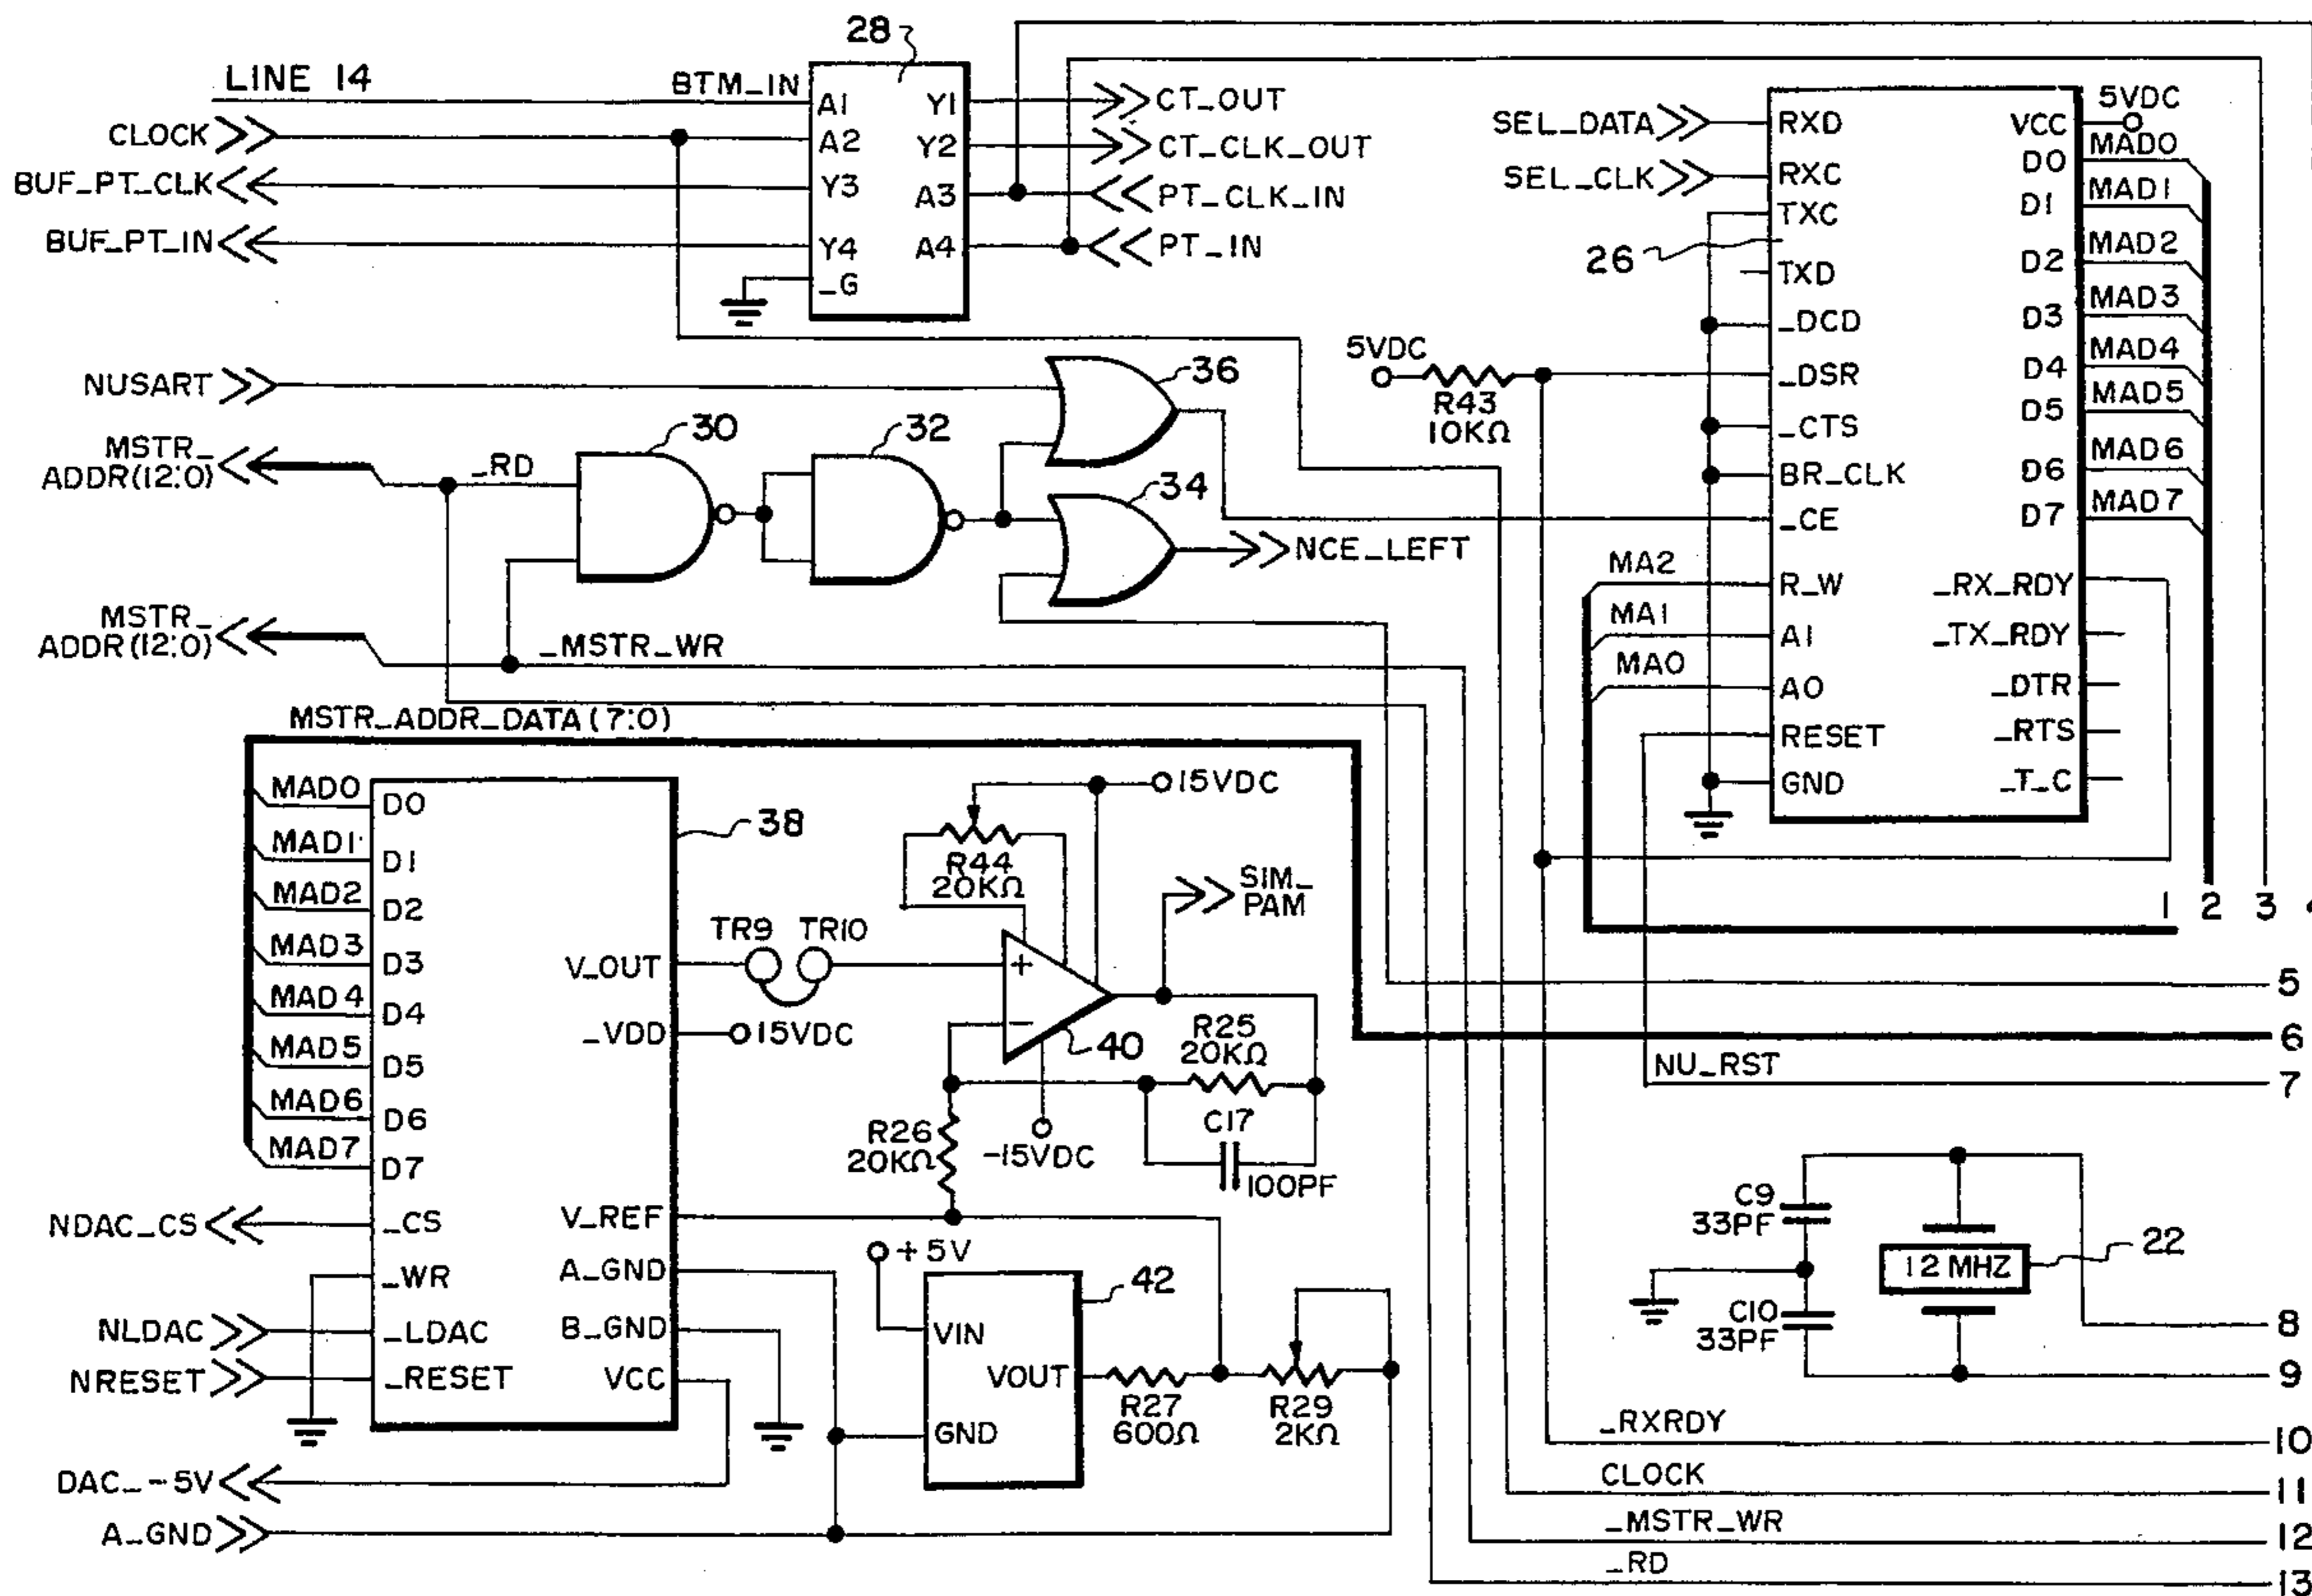 28
LINE 14
BTM_IN
CLOCK
BUF_PT_CLK
BUF_PT_IN
A1
A2
Y3
Y4
_G
Y1
Y2
A3
A4
CT_OUT
CT_CLK_OUT
PT_CLK_IN
PT_IN
SEL_DATA
SEL_CLK
26
RXD
RXC
TXC
TXD
_DCD
_DSR
_CTS
BR_CLK
_CE
R_W
A1
A0
RESET
GND
VCC
D0
D1
D2
D3
D4
D5
D6
D7
_RX_RDY
_TX_RDY
_DTR
_RTS
_T_C
5VDC
MAD0
MAD1
MAD2
MAD3
MAD4
MAD5
MAD6
MAD7
5VDC
R43
10KΩ
MA2
MA1
MA0
NUSART
MSTR_
ADDR(12:0)
_RD
30
32
36
34
NCE_LEFT
MSTR_
ADDR(12:0)
_MSTR_WR
MSTR_ADDR_DATA(7:0)
MAD0
MAD1
MAD2
MAD3
MAD4
MAD5
MAD6
MAD7
D0
D1
D2
D3
D4
D5
D6
D7
_CS
_WR
_LDAC
_RESET
38
V_OUT
_VDD
V_REF
A_GND
B_GND
VCC
NDAC_CS
NLDAC
NRESET
DAC_-5V
A_GND
TR9
TR10
15VDC
15VDC
R44
20KΩ
SIM_
PAM
+
−
40
-15VDC
R25
20KΩ
C17
100PF
R26
20KΩ
+5V
42
VIN
VOUT
GND
R27
600Ω
R29
2KΩ
NU_RST
C9
33PF
C10
33PF
12 MHZ
22
_RXRDY
CLOCK
_MSTR_WR
_RD
1
2
3
5
6
7
8
9
10
11
12
13